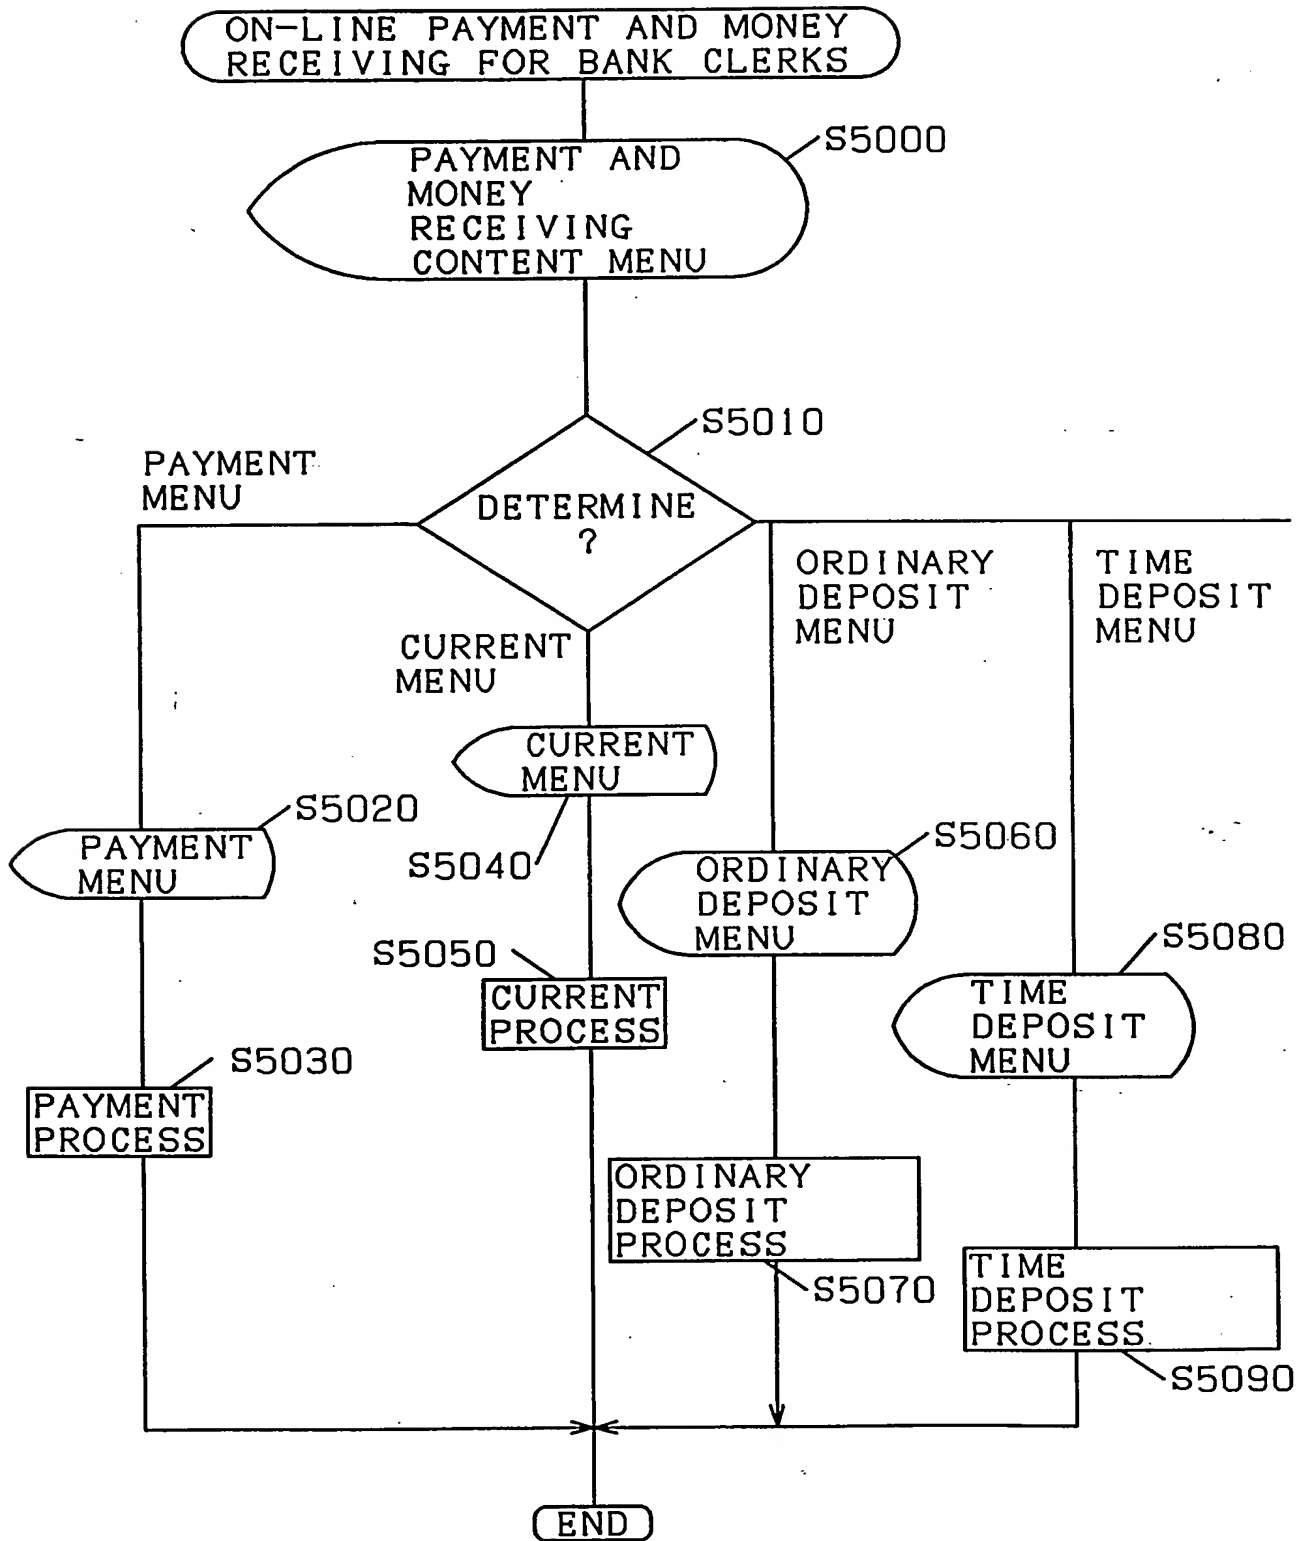 ON-LINE PAYMENT AND MONEY
RECEIVING FOR BANK CLERKS
S5000
PAYMENT AND
MONEY
RECEIVING
CONTENT MENU
S5010
PAYMENT
MENU
DETERMINE
?
ORDINARY
DEPOSIT
MENU
TIME
DEPOSIT
MENU
CURRENT
MENU
CURRENT
MENU
S5040
S5020
PAYMENT
MENU
S5060
ORDINARY
DEPOSIT
MENU
S5050
CURRENT
PROCESS
S5080
TIME
DEPOSIT
MENU
S5030
PAYMENT
PROCESS
ORDINARY
DEPOSIT
PROCESS
S5070
TIME
DEPOSIT
PROCESS
S5090
END